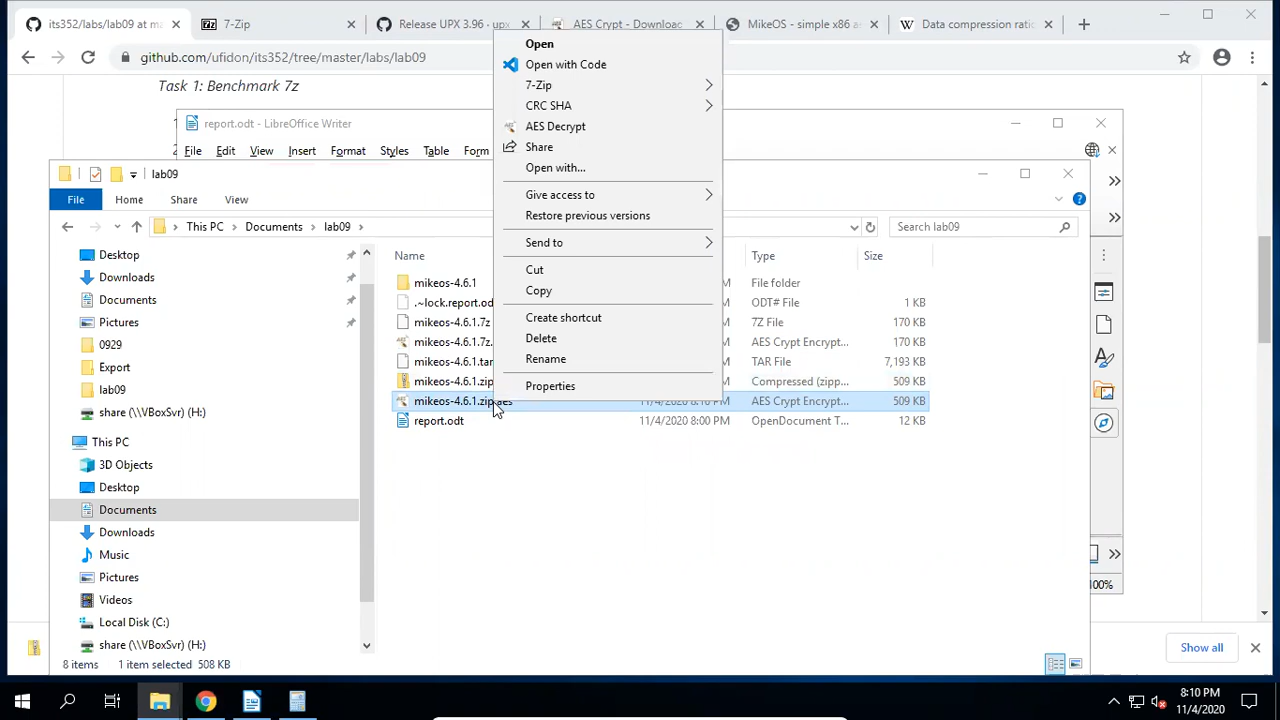 its352/labs/lab09 at ma
7-Zip
Release UPX 3.96 · upx
AES Crypt - Download
MikeOS - simple x86 as
Data compression ratio
github.com/ufidon/its352/tree/master/labs/lab09
Task 1: Benchmark 7z
report.odt - LibreOffice Writer
File Edit View Insert Format Styles Table Form
lab09
File Home Share View
This PC Documents lab09
Search lab09
Desktop
Downloads
Documents
Pictures
0929
Export
lab09
share (\\VBoxSvr) (H:)
This PC
3D Objects
Desktop
Documents
Downloads
Music
Pictures
Videos
Local Disk (C:)
share (\\VBoxSvr) (H:)
Name Type Size
mikeos-4.6.1 M File folder
.~lock.report.od M ODT# File 1 KB
mikeos-4.6.1.7z M 7Z File 170 KB
mikeos-4.6.1.7z. M AES Crypt Encrypt... 170 KB
mikeos-4.6.1.tar M TAR File 7,193 KB
mikeos-4.6.1.zip M Compressed (zipp... 509 KB
mikeos-4.6.1.zip.aes 11/4/2020 8:10 PM AES Crypt Encrypt... 509 KB
report.odt 11/4/2020 8:00 PM OpenDocument T... 12 KB
Open
Open with Code
7-Zip
CRC SHA
AES Decrypt
Share
Open with...
Give access to
Restore previous versions
Send to
Cut
Copy
Create shortcut
Delete
Rename
Properties
100%
8 items 1 item selected 508 KB
Show all
8:10 PM
11/4/2020